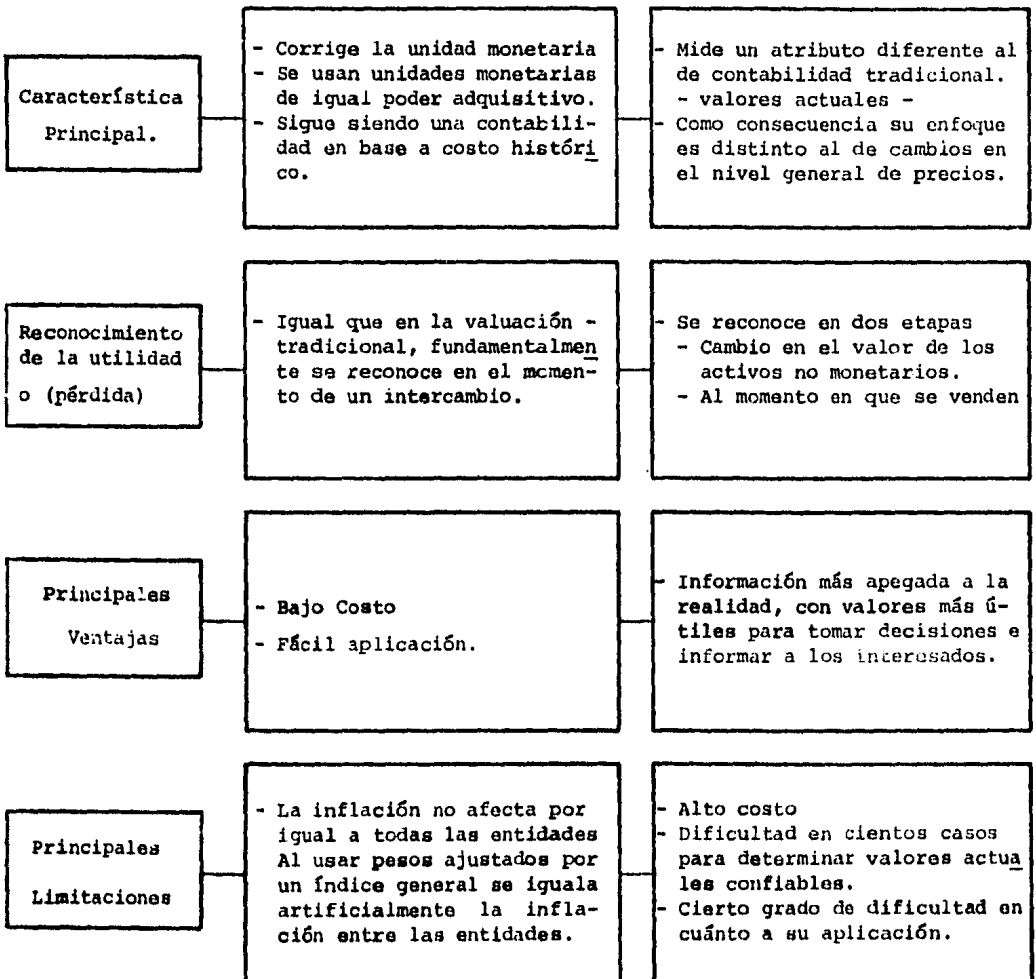 Característica
Principal.
- Corrige la unidad monetaria
- Se usan unidades monetarias
de igual poder adquisitivo.
- Sigue siendo una contabili-
dad en base a costo históri
co.
- Mide un atributo diferente al
de contabilidad tradicional.
- valores actuales -
- Como consecuencia su enfoque
es distinto al de cambios en
el nivel general de precios.
Reconocimiento
de la utilidad
o (pérdida)
- Igual que en la valuación -
tradicional, fundamentalmen
te se reconoce en el momen-
to de un intercambio.
- Se reconoce en dos etapas
- Cambio en el valor de los
activos no monetarios.
- Al momento en que se venden
Principales
Ventajas
- Bajo Costo
- Fácil aplicación.
- Información más apegada a la
realidad, con valores más ú-
tiles para tomar decisiones e
informar a los interesados.
Principales
Limitaciones
- La inflación no afecta por
igual a todas las entidades
Al usar pesos ajustados por
un índice general se iguala
artificialmente la infla-
ción entre las entidades.
- Alto costo
- Dificultad en cientos casos
para determinar valores actua
les confiables.
- Cierto grado de dificultad en
cuánto a su aplicación.